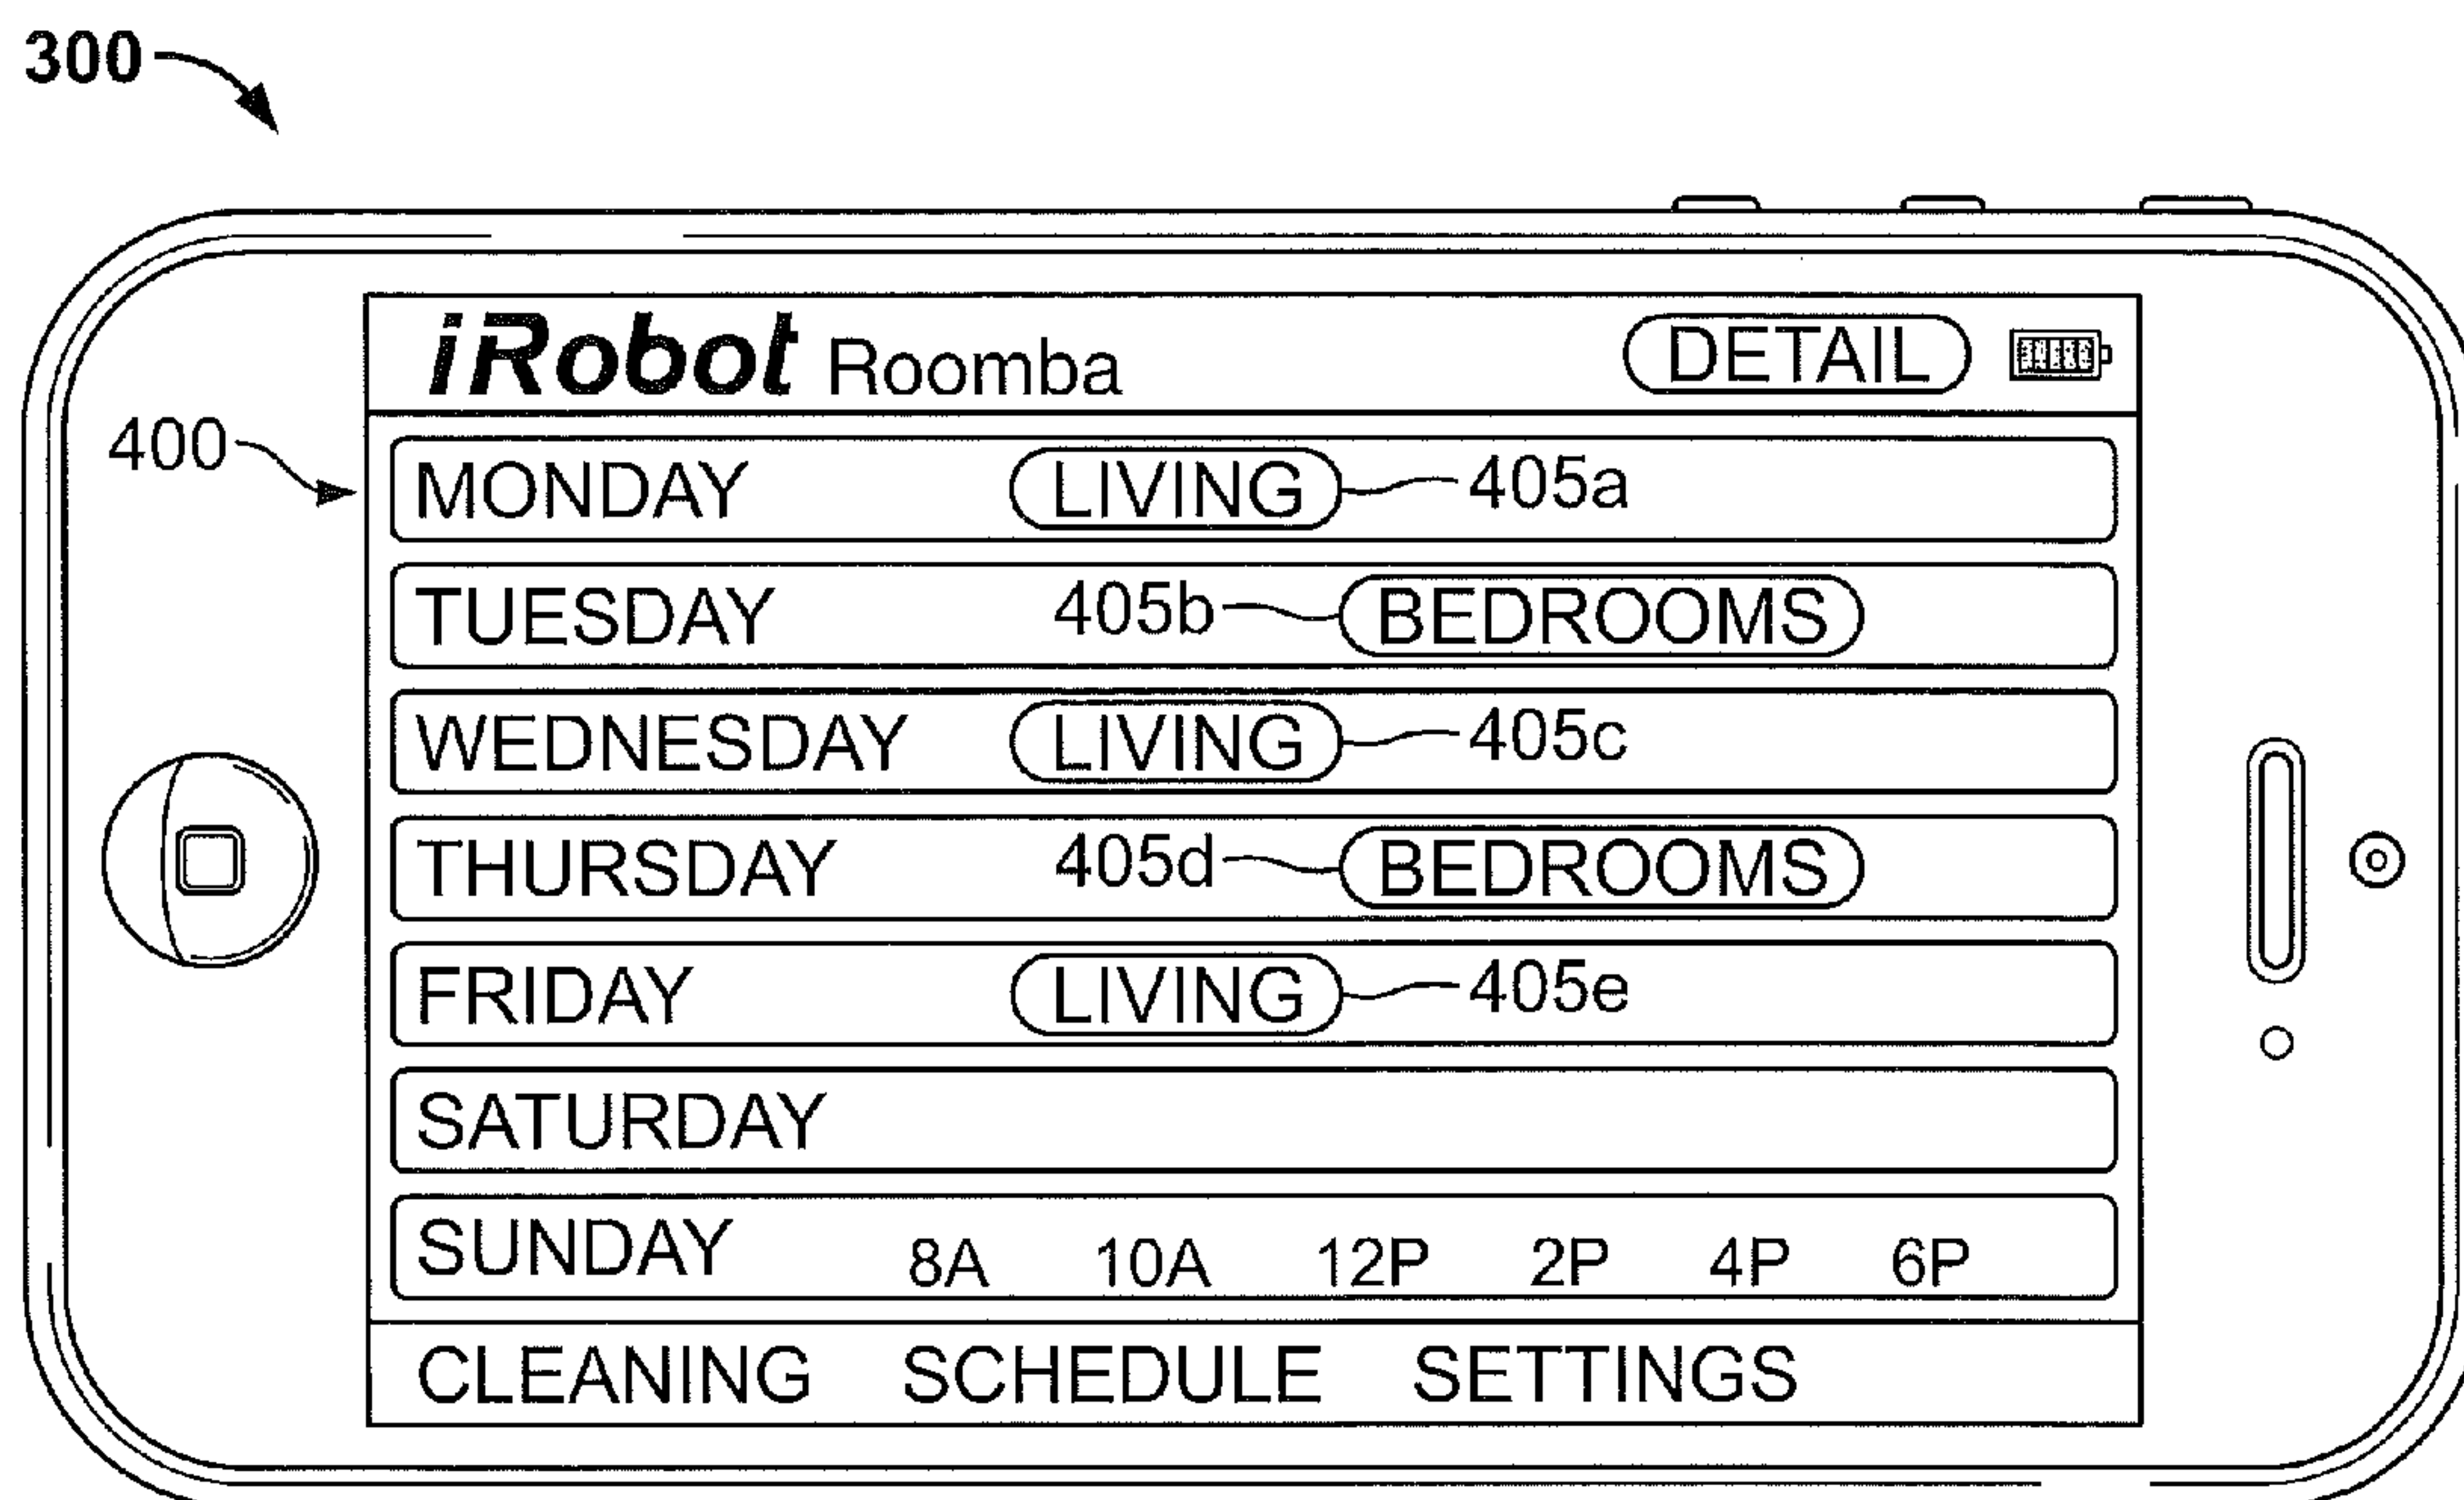 300
iRobot Roomba DETAIL
400
MONDAY LIVING 405a
TUESDAY 405b BEDROOMS
WEDNESDAY LIVING 405c
THURSDAY 405d BEDROOMS
FRIDAY LIVING 405e
SATURDAY
SUNDAY 8A 10A 12P 2P 4P 6P
CLEANING SCHEDULE SETTINGS